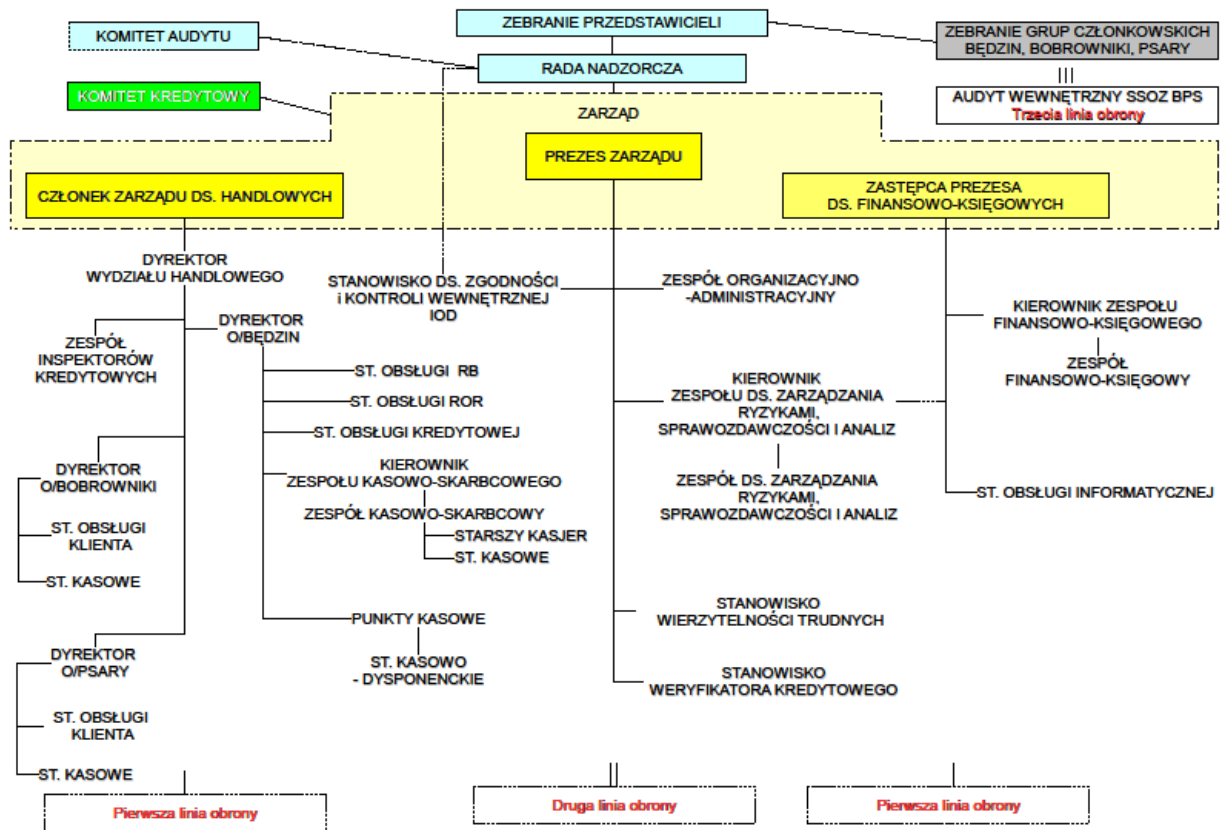 KOMITET AUDYTU
ZEBRANIE PRZEDSTAWICIELI
ZEBRANIE GRUP CZŁONKOWSKICH
BĘDZIN, BOBROWNIKI, PSARY
RADA NADZORCZA
KOMITET KREDYTOWY
AUDYT WEWNĘTRZNY SSOZ BPS
Trzecia linia obrony
ZARZĄD
PREZES ZARZĄDU
CZŁONEK ZARZĄDU DS. HANDLOWYCH
ZASTĘPCA PREZESA
DS. FINANSOWO-KSIĘGOWYCH
DYREKTOR
WYDZIAŁU HANDLOWEGO
ZESPÓŁ
INSPEKTORÓW
KREDYTOWYCH
DYREKTOR
O/BĘDZIN
ST. OBSŁUGI RB
ST. OBSŁUGI ROR
ST. OBSŁUGI KREDYTOWEJ
KIEROWNIK
ZESPOŁU KASOWO-SKARBCOWEGO
ZESPÓŁ KASOWO-SKARBCOWY
STARSZY KASJER
ST. KASOWE
PUNKTY KASOWE
ST. KASOWO
- DYSPONENCKIE
DYREKTOR
O/BOBROWNIKI
ST. OBSŁUGI
KLIENTA
ST. KASOWE
DYREKTOR
O/PSARY
ST. OBSŁUGI
KLIENTA
ST. KASOWE
STANOWISKO DS. ZGODNOŚCI
i KONTROLI WEWNĘTRZNEJ
IOD
ZESPÓŁ ORGANIZACYJNO
-ADMINISTRACYJNY
KIEROWNIK
ZESPOŁU DS. ZARZĄDZANIA
RYZYKAMI,
SPRAWOZDAWCZOŚCI I ANALIZ
ZESPÓŁ DS. ZARZĄDZANIA
RYZYKAMI,
SPRAWOZDAWCZOŚCI I ANALIZ
STANOWISKO
WIERZYTELNOŚCI TRUDNYCH
STANOWISKO
WERYFIKATORA KREDYTOWEGO
KIEROWNIK ZESPOŁU
FINANSOWO-KSIĘGOWEGO
ZESPÓŁ
FINANSOWO-KSIĘGOWY
ST. OBSŁUGI INFORMATYCZNEJ
Pierwsza linia obrony
Druga linia obrony
Pierwsza linia obrony